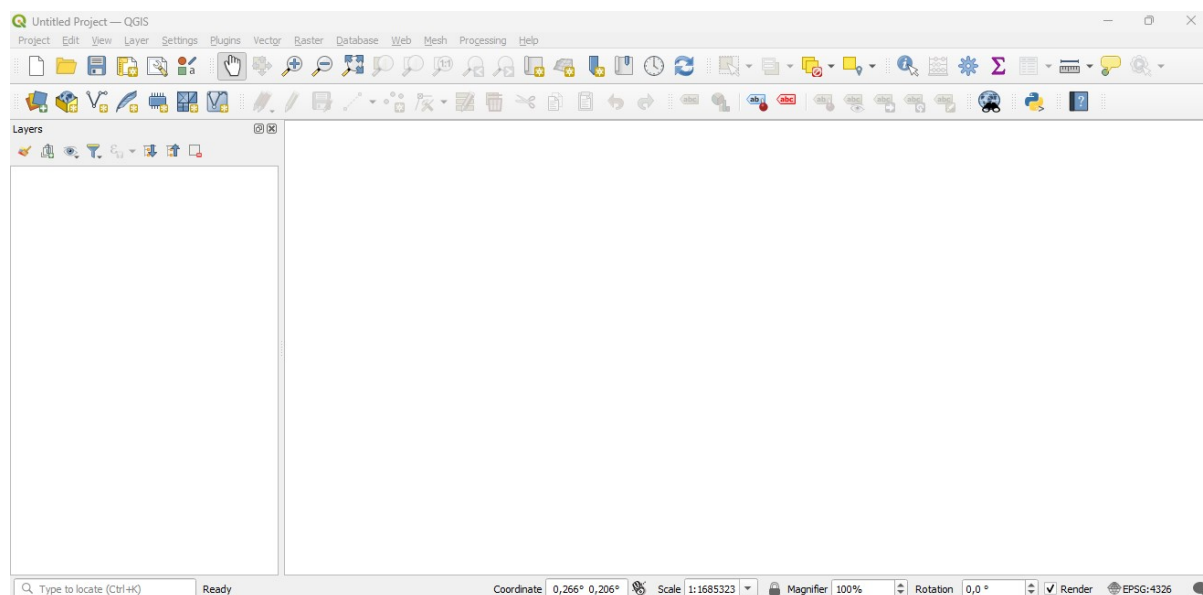 Untitled Project — QGIS
Project Edit View Layer Settings Plugins Vector Raster Database Web Mesh Processing Help
Layers
Type to locate (Ctrl+K) Ready Coordinate 0,266° 0,206° Scale 1:1685323 Magnifier 100% Rotation 0,0 ° Render EPSG:4326